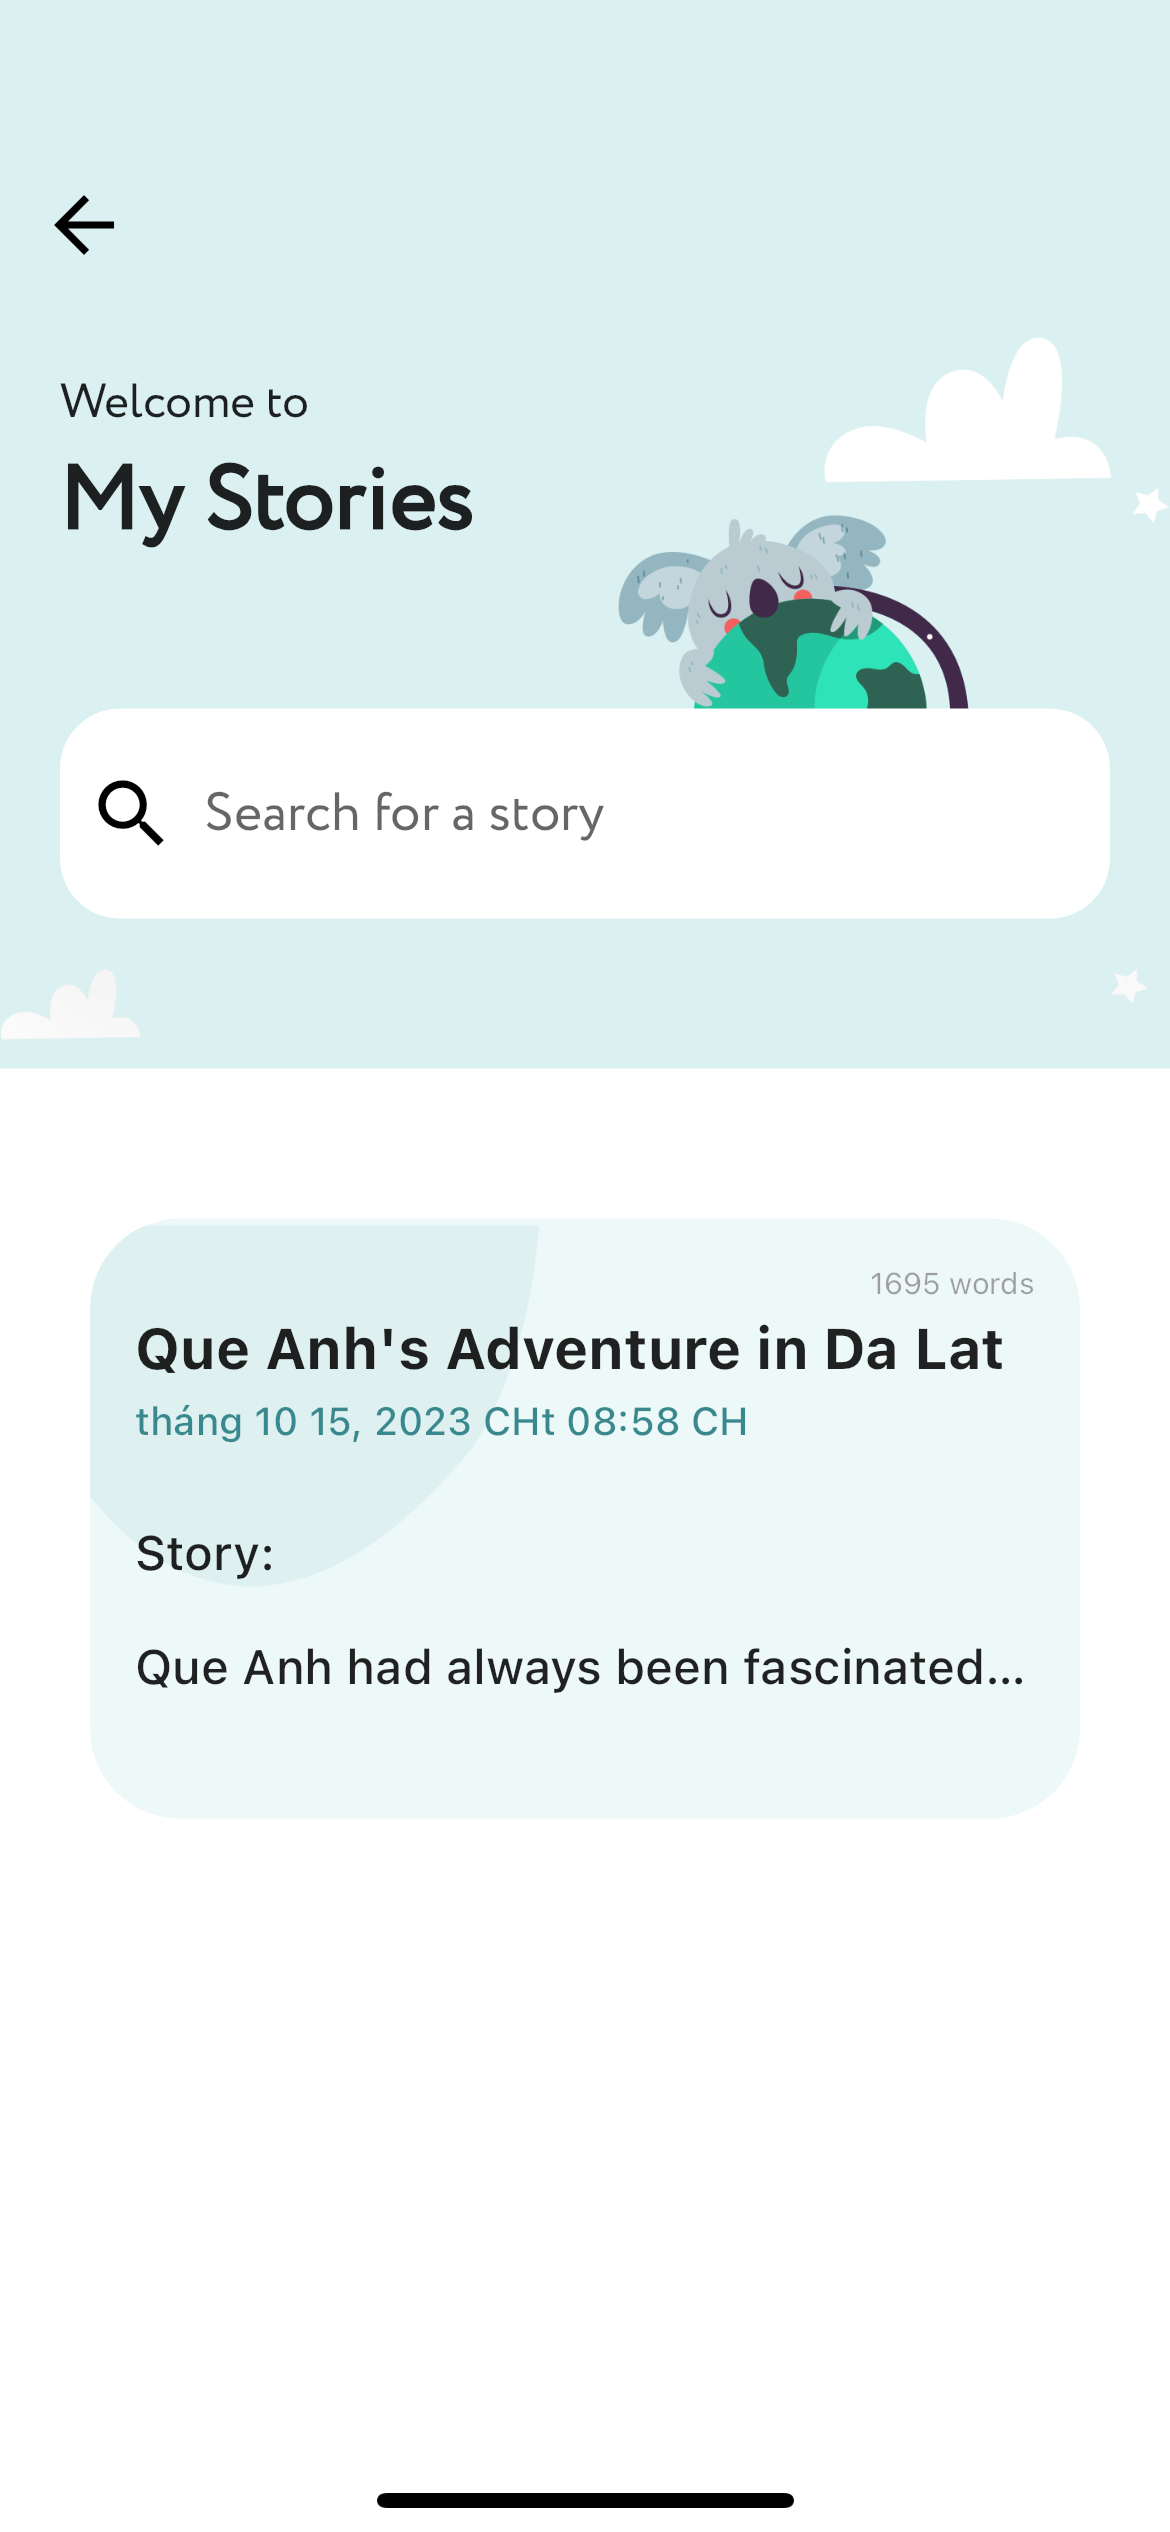 Welcome to
My Stories
Search for a story
1695 words
Que Anh's Adventure in Da Lat
tháng 10 15, 2023 CHt 08:58 CH
Story:
Que Anh had always been fascinated...